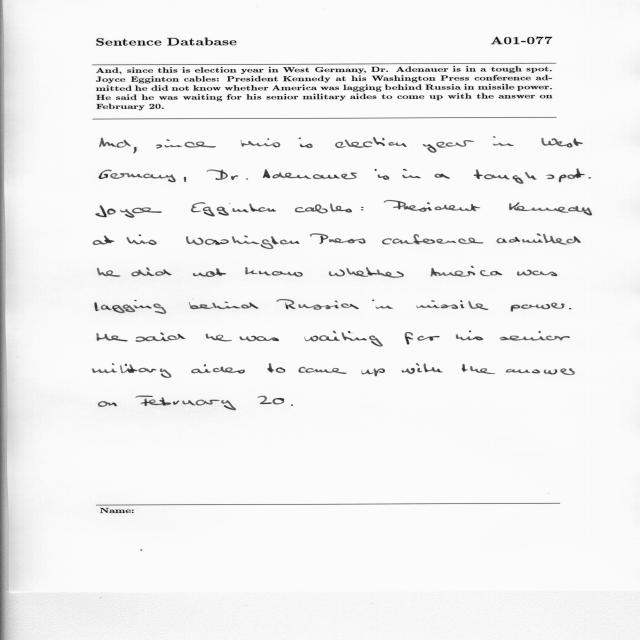 Sentence Database A01-077
And, since this is election year in West Germany, Dr. Adenauer is in a tough spot.
Joyce Egginton cables: President Kennedy at his Washington Press conference ad-
mitted he did not know whether America was lagging behind Russia in missile power.
He said he was waiting for his senior military aides to come up with the answer on
February 20.
And, since this is election year in West
Germany, Dr. Adenauer is in a tough spot.
Joyce Egginton cables: President Kennedy
at his Washington Press conference admitted
he did not know whether America was
lagging behind Russia in missile power.
He said he was waiting for his senior
military aides to come up with the answer
on February 20.
Name: